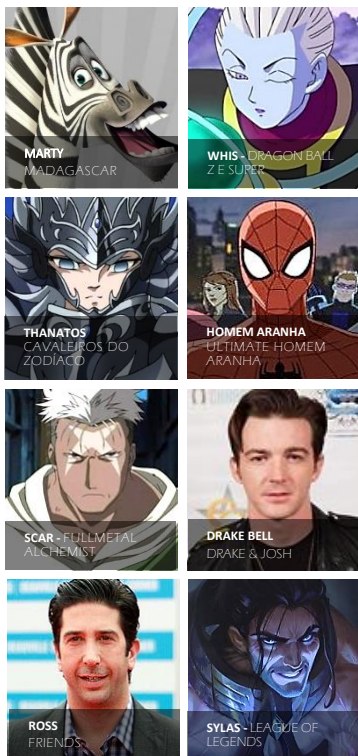 MARTY
MADAGASCAR
WHIS - DRAGON BALL
Z E SUPER
THANATOS
CAVALEIROS DO
ZODÍACO
HOMEM ARANHA
ULTIMATE HOMEM
ARANHA
SCAR - FULLMETAL
ALCHEMIST
DRAKE BELL
DRAKE & JOSH
ROSS
FRIENDS
SYLAS - LEAGUE OF
LEGENDS